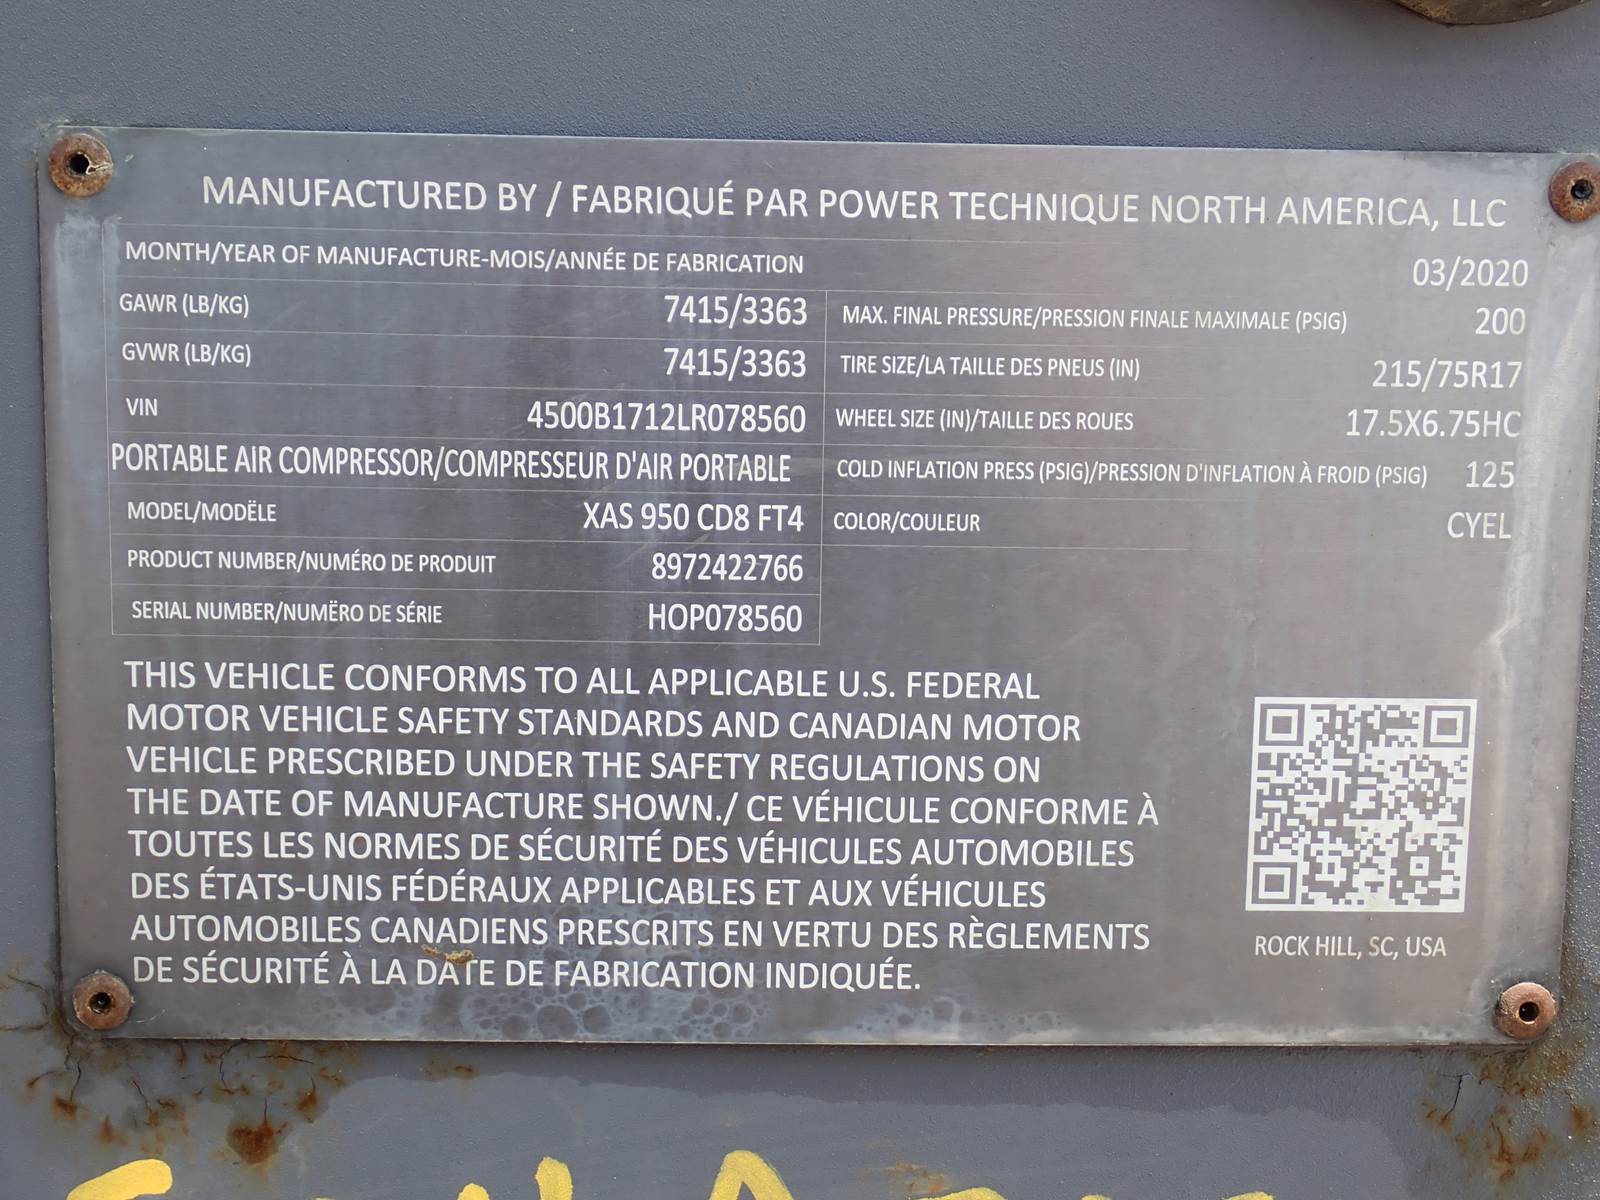 MANUFACTURED BY / FABRIQUÉ PAR POWER TECHNIQUE NORTH AMERICA, LLC
MONTH/YEAR OF MANUFACTURE-MOIS/ANNÉE DE FABRICATION 03/2020
GAWR (LB/KG) 7415/3363 MAX. FINAL PRESSURE/PRESSION FINALE MAXIMALE (PSIG) 200
GVWR (LB/KG) 7415/3363 TIRE SIZE/LA TAILLE DES PNEUS (IN) 215/75R17
VIN 4500B1712LR078560 WHEEL SIZE (IN)/TAILLE DES ROUES 17.5X6.75HC
PORTABLE AIR COMPRESSOR/COMPRESSEUR D'AIR PORTABLE COLD INFLATION PRESS (PSIG)/PRESSION D'INFLATION À FROID (PSIG) 125
MODEL/MODËLE XAS 950 CD8 FT4 COLOR/COULEUR CYEL
PRODUCT NUMBER/NUMÉRO DE PRODUIT 8972422766
SERIAL NUMBER/NUMËRO DE SÉRIE HOP078560
THIS VEHICLE CONFORMS TO ALL APPLICABLE U.S. FEDERAL
MOTOR VEHICLE SAFETY STANDARDS AND CANADIAN MOTOR
VEHICLE PRESCRIBED UNDER THE SAFETY REGULATIONS ON
THE DATE OF MANUFACTURE SHOWN./ CE VÉHICULE CONFORME À
TOUTES LES NORMES DE SÉCURITÉ DES VÉHICULES AUTOMOBILES
DES ÉTATS-UNIS FÉDÉRAUX APPLICABLES ET AUX VÉHICULES
AUTOMOBILES CANADIENS PRESCRITS EN VERTU DES RÈGLEMENTS
DE SÉCURITÉ À LA DATE DE FABRICATION INDIQUÉE.
ROCK HILL, SC, USA